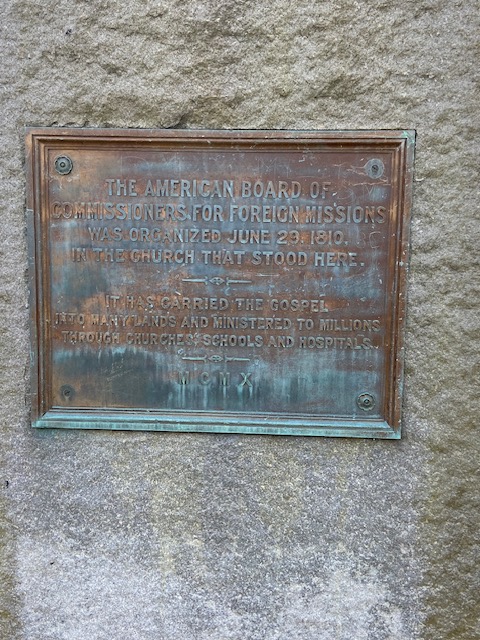 THE AMERICAN BOARD OF
COMMISSIONERS FOR FOREIGN MISSIONS
WAS ORGANIZED JUNE 29, 1810.
IN THE CHURCH THAT STOOD HERE.
IT HAS CARRIED THE GOSPEL
INTO MANY LANDS AND MINISTERED TO MILLIONS
THROUGH CHURCHES, SCHOOLS AND HOSPITALS.
MCMX